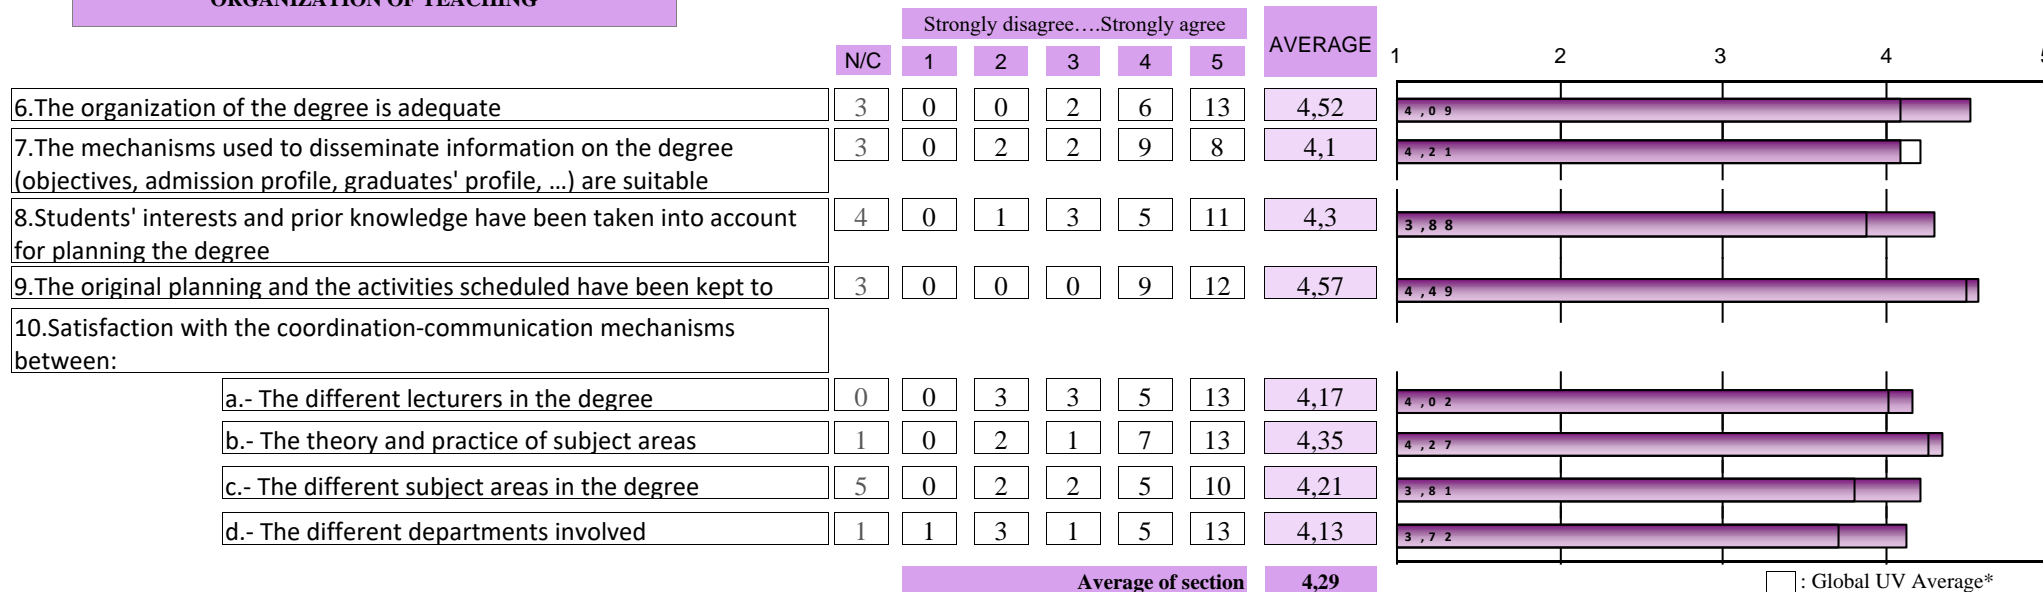 ORGANIZATION OF TEACHING
Strongly disagree....Strongly agree
AVERAGE
N/C 1 2 3 4 5
1 2 3 4 5
6.The organization of the degree is adequate 3 0 0 2 6 13 4,52 4,09
7.The mechanisms used to disseminate information on the degree
(objectives, admission profile, graduates' profile, ...) are suitable 3 0 2 2 9 8 4,1 4,21
8.Students' interests and prior knowledge have been taken into account
for planning the degree 4 0 1 3 5 11 4,3 3,88
9.The original planning and the activities scheduled have been kept to 3 0 0 0 9 12 4,57 4,49
10.Satisfaction with the coordination-communication mechanisms
between:
a.- The different lecturers in the degree 0 0 3 3 5 13 4,17 4,02
b.- The theory and practice of subject areas 1 0 2 1 7 13 4,35 4,27
c.- The different subject areas in the degree 5 0 2 2 5 10 4,21 3,81
d.- The different departments involved 1 1 3 1 5 13 4,13 3,72
Average of section 4,29
: Global UV Average*